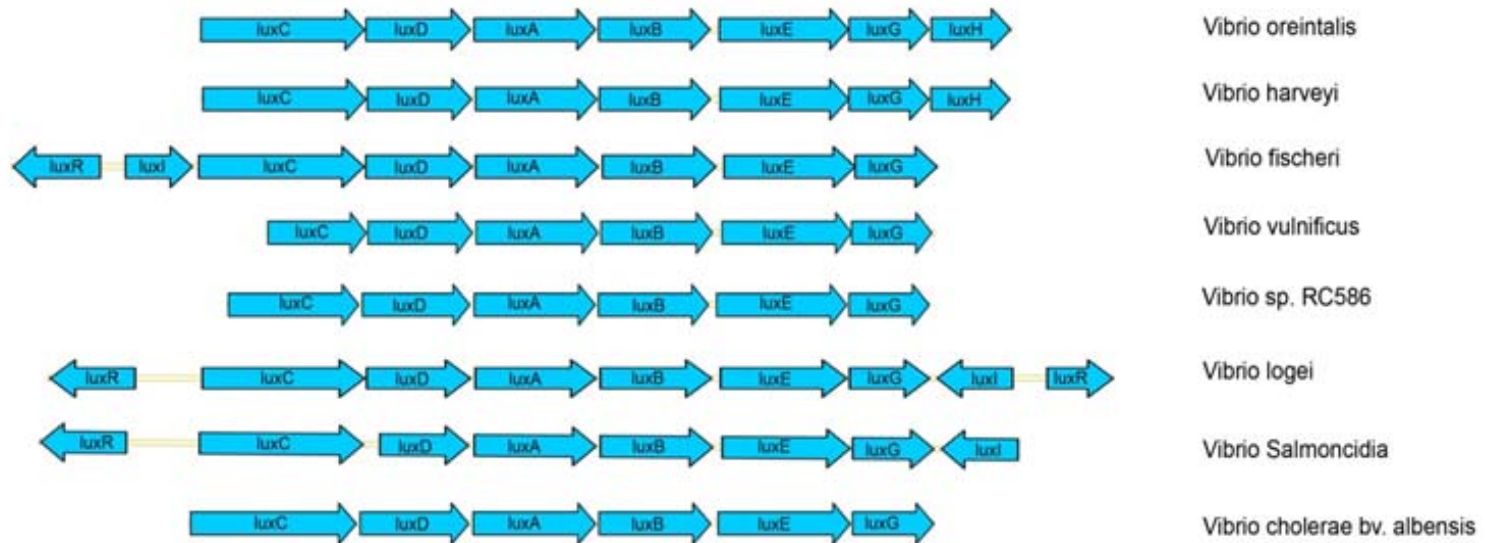 luxC luxD luxA luxB luxE luxG luxH Vibrio oreintalis
luxC luxD luxA luxB luxE luxG luxH Vibrio harveyi
luxR luxI luxC luxD luxA luxB luxE luxG Vibrio fischeri
luxC luxD luxA luxB luxE luxG Vibrio vulnificus
luxC luxD luxA luxB luxE luxG Vibrio sp. RC586
luxR luxC luxD luxA luxB luxE luxG luxI luxR Vibrio logei
luxR luxC luxD luxA luxB luxE luxG luxI Vibrio Salmoncidia
luxC luxD luxA luxB luxE luxG Vibrio cholerae bv. albensis